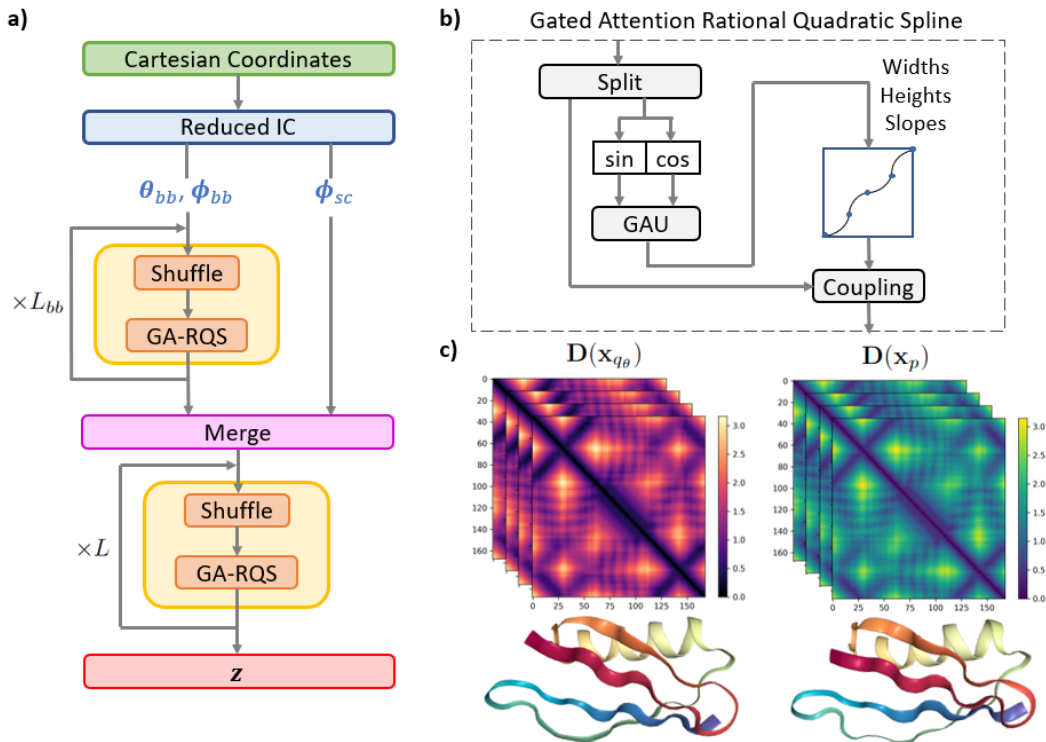 a)
Cartesian Coordinates
Reduced IC
θbb, ϕbb
ϕsc
Shuffle
GA-RQS
×Lbb
Merge
Shuffle
GA-RQS
×L
z
b)
Gated Attention Rational Quadratic Spline
Split
sin cos
GAU
Widths
Heights
Slopes
Coupling
c)
D(xqθ)
D(xp)
0
20
40
60
80
100
120
140
160
0 25 50 75 100 125 150
3.0
2.5
2.0
1.5
1.0
0.5
0.0
0
20
40
60
80
100
120
140
160
0 25 50 75 100 125 150
3.0
2.5
2.0
1.5
1.0
0.5
0.0